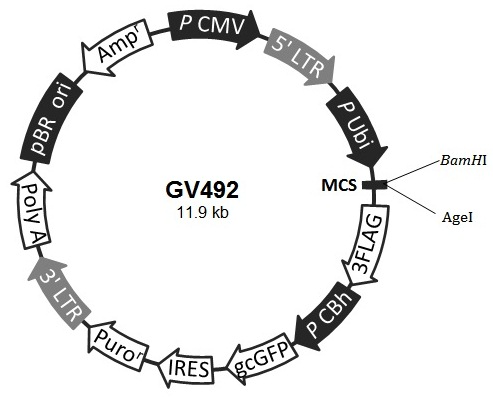 P CMV
5' LTR
P Ubi
MCS
BamHI
AgeI
3FLAG
P CBh
gcGFP
IRES
Puroʳ
3' LTR
Poly A
pBR ori
Ampʳ
GV492
11.9 kb